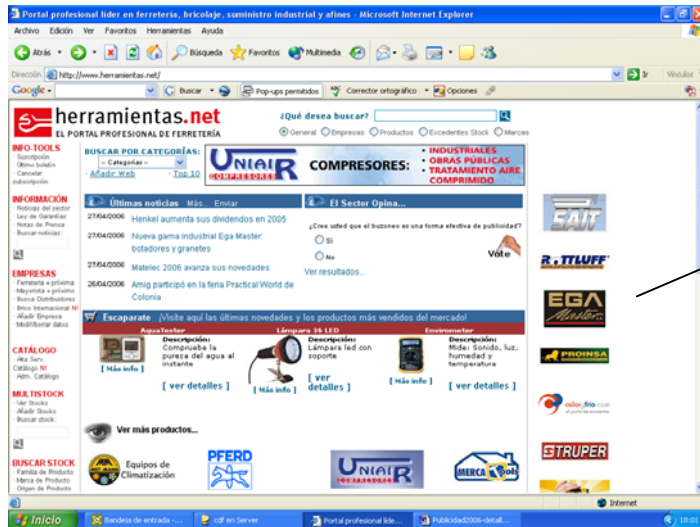 Portal profesional líder en ferretería, bricolaje, suministro industrial y afines - Microsoft Internet Explorer
Archivo Edición Ver Favoritos Herramientas Ayuda
Atrás Búsqueda Favoritos Multimedia
Dirección http://www.herramientas.net/ Ir Vínculos
Google Buscar Pop-ups permitidos Corrector ortográfico Opciones
herramientas.net
EL PORTAL PROFESIONAL DE FERRETERÍA
¿Qué desea buscar?
General Empresas Productos Excedentes Stock Marcas
INFO-TOOLS
Suscripción
Último boletín
Cancelar
subscripción
BUSCAR POR CATEGORÍAS:
-- Categorías --
Añadir Web Top 10
UNIAIR
COMPRESORES
COMPRESORES:
• INDUSTRIALES
• OBRAS PÚBLICAS
• TRATAMIENTO AIRE
COMPRIMIDO
INFORMACIÓN
Noticias del sector
Ley de Garantías
Notas de Prensa
Buscar noticias:
EMPRESAS
Ferretería + próxima
Mayorista + próximo
Busca Distribuidores
Brico Internacional N!
Añadir Empresa
Modif/borrar datos
CATÁLOGO
Alta Serv.
Catálogo N!
Adm. Catálogo
MULTISTOCK
Ver Stocks
Añadir Stocks
Buscar stock:
BUSCAR STOCK
Familia de Producto
Marca de Producto
Origen de Producto
Últimas noticias Más... Enviar
27/04/2006 Henkel aumenta sus dividendos en 2005
27/04/2006 Nueva gama industrial Ega Master:
botadores y granetes
27/04/2006 Matelec 2006 avanza sus novedades
26/04/2006 Amig participó en la feria Practical World de
Colonia
El Sector Opina...
¿Cree usted que el buzoneo es una forma efectiva de publicidad?
Sí
No
Vote
Ver resultados...
Escaparate ¡Visite aquí las últimas novedades y los productos más vendidos del mercado!
AquaTester Lámpara 36 LED Envirometer
Descripción:
Compruebe la
pureza del agua al
instante
[ Más info ]
[ ver detalles ]
Descripción:
Lámpara led con
soporte
[ Más info ]
[ ver
detalles ]
Descripción:
Mide: Sonido, luz,
humedad y
temperatura
[ Más info ]
[ ver detalles ]
Ver más productos...
Equipos de
Climatización
PFERD
UNIAIR
COMPRESORES
MERCA Tools
SAIT
ROTTLUFF
EGA
Master
PROINSA
coloryfrio.com
TRUPER
Internet
Inicio Bandeja de entrada -... cdf en Server Portal profesional líde... Publicidad2006-detall...